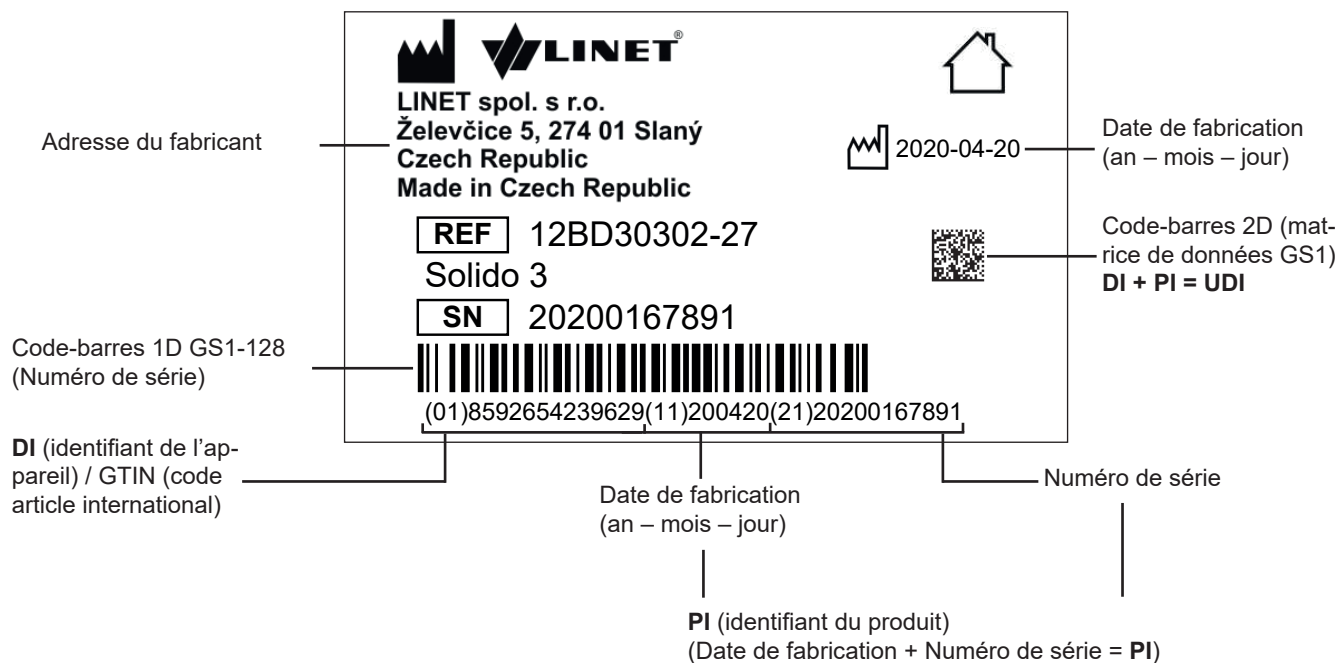 LINET®
LINET spol. s r.o.
Želevčice 5, 274 01 Slaný
Czech Republic
Made in Czech Republic
Adresse du fabricant
2020-04-20
Date de fabrication
(an – mois – jour)
REF 12BD30302-27
Solido 3
SN 20200167891
Code-barres 2D (mat-
rice de données GS1)
DI + PI = UDI
Code-barres 1D GS1-128
(Numéro de série)
(01)8592654239629(11)200420(21)20200167891
DI (identifiant de l’ap-
pareil) / GTIN (code
article international)
Date de fabrication
(an – mois – jour)
Numéro de série
PI (identifiant du produit)
(Date de fabrication + Numéro de série = PI)